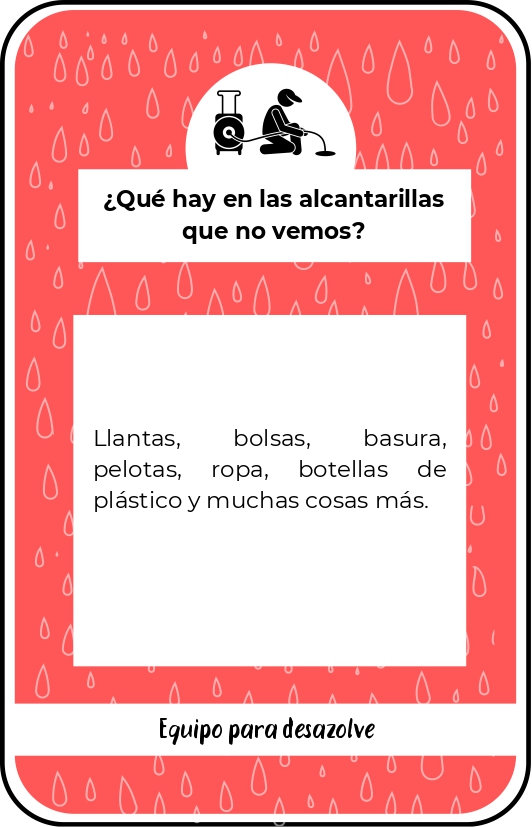 ¿Qué hay en las alcantarillas
que no vemos?
Llantas, bolsas, basura,
pelotas, ropa, botellas de
plástico y muchas cosas más.
Equipo para desazolve